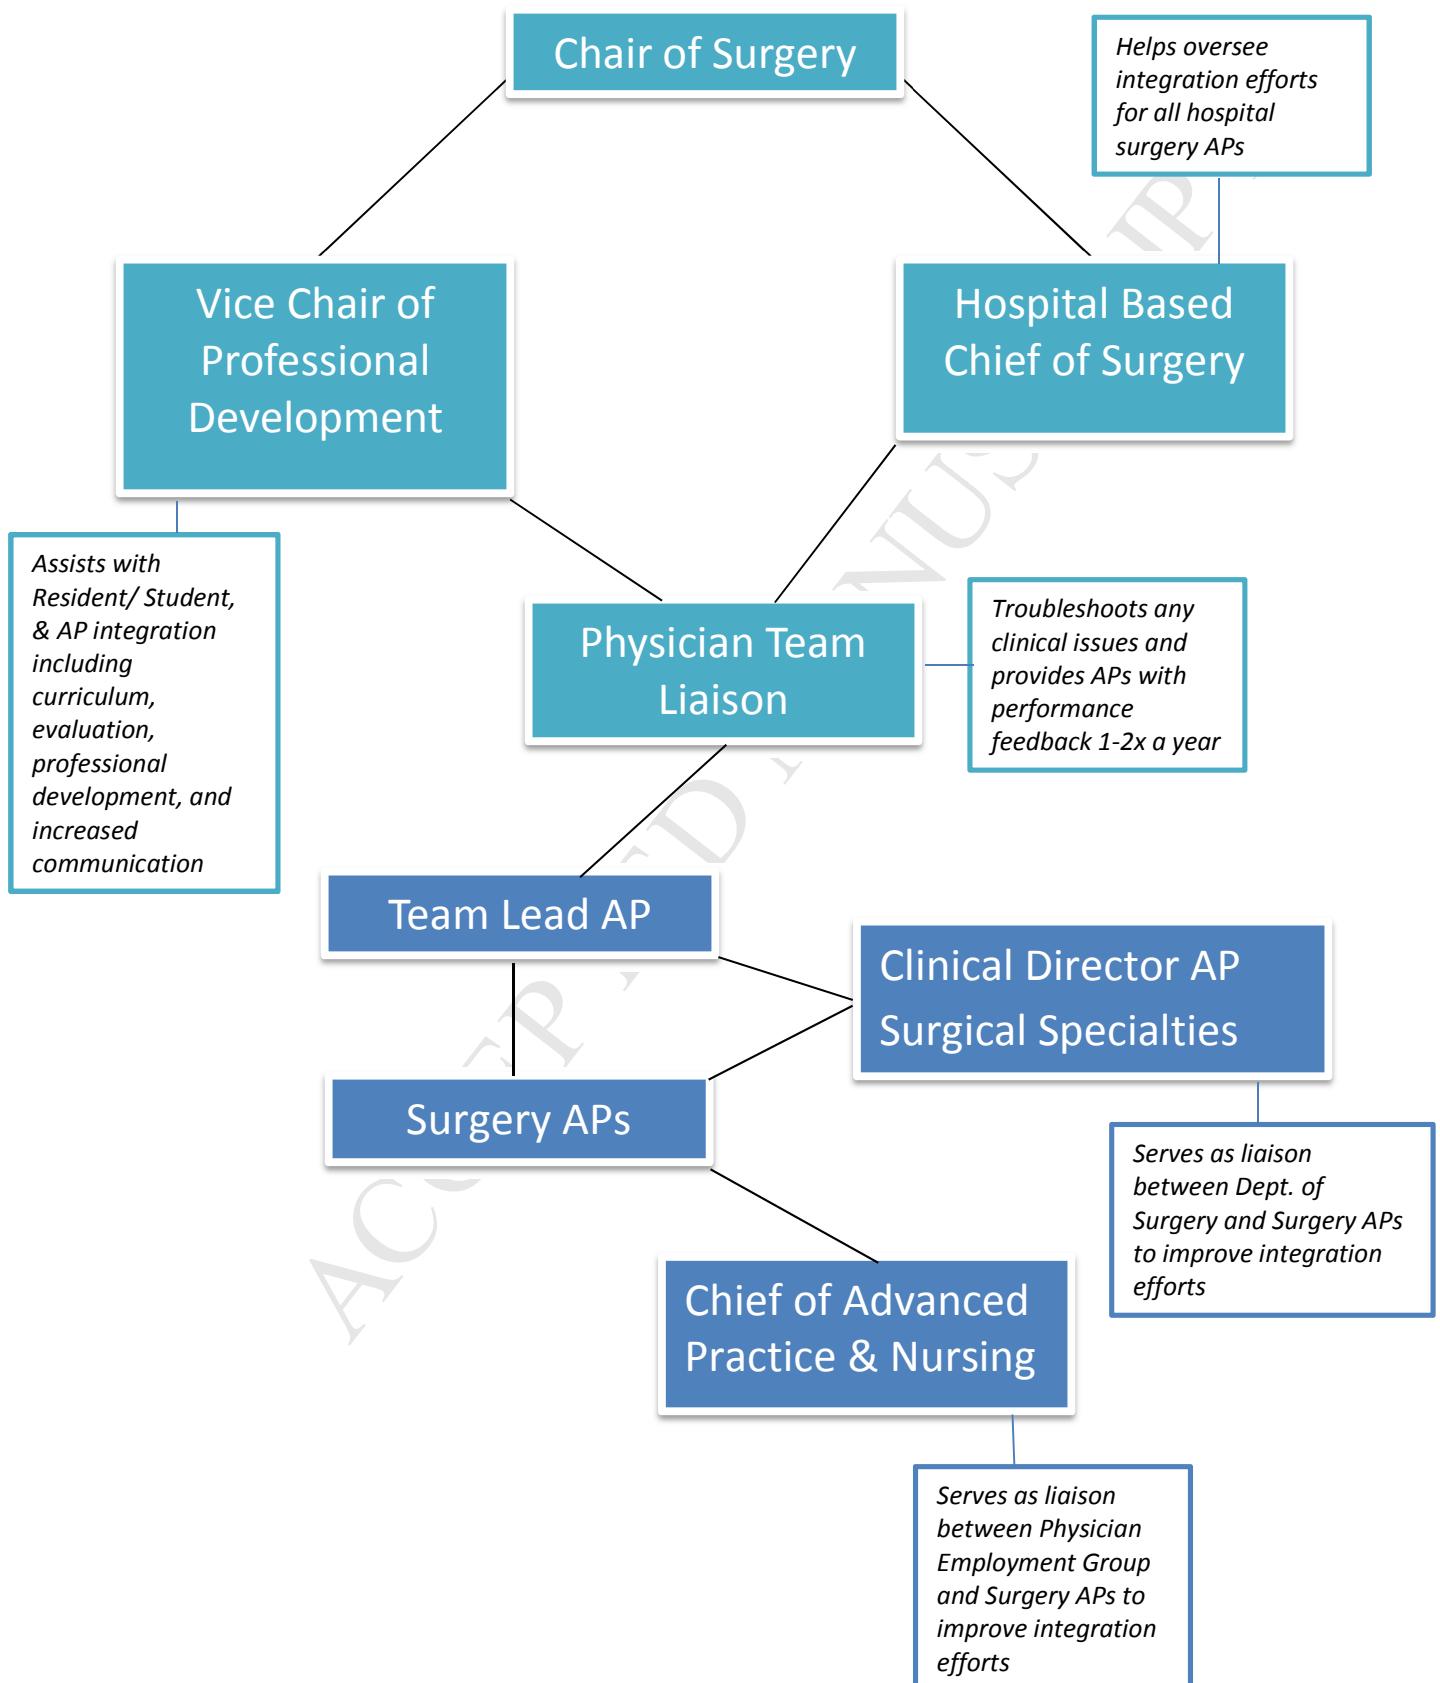 Chair of Surgery
Helps oversee
integration efforts
for all hospital
surgery APs
Vice Chair of
Professional
Development
Hospital Based
Chief of Surgery
Assists with
Resident/ Student,
& AP integration
including
curriculum,
evaluation,
professional
development, and
increased
communication
Physician Team
Liaison
Troubleshoots any
clinical issues and
provides APs with
performance
feedback 1-2x a year
Team Lead AP
Clinical Director AP
Surgical Specialties
Surgery APs
Serves as liaison
between Dept. of
Surgery and Surgery APs
to improve integration
efforts
Chief of Advanced
Practice & Nursing
Serves as liaison
between Physician
Employment Group
and Surgery APs to
improve integration
efforts